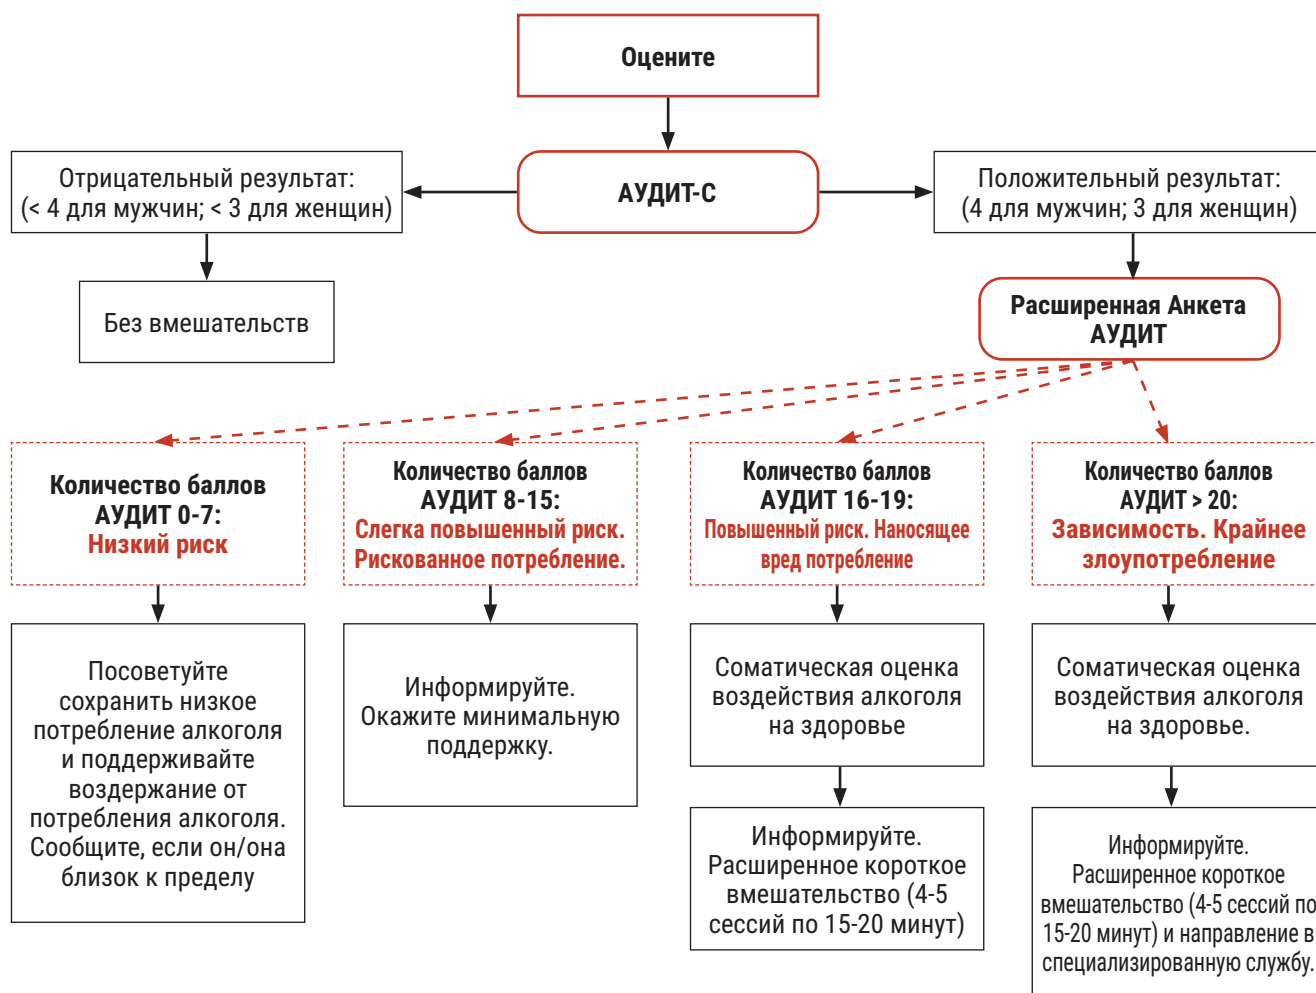 Оцените
Отрицательный результат:
(< 4 для мужчин; < 3 для женщин)
АУДИТ-С
Положительный результат:
(4 для мужчин; 3 для женщин)
Без вмешательств
Расширенная Анкета
АУДИТ
Количество баллов
АУДИТ 0-7:
Низкий риск
Количество баллов
АУДИТ 8-15:
Слегка повышенный риск.
Рискованное потребление.
Количество баллов
АУДИТ 16-19:
Повышенный риск. Наносящее
вред потребление
Количество баллов
АУДИТ > 20:
Зависимость. Крайнее
злоупотребление
Посоветуйте
сохранить низкое
потребление алкоголя
и поддерживайте
воздержание от
потребления алкоголя.
Сообщите, если он/она
близок к пределу
Информируйте.
Окажите минимальную
поддержку.
Соматическая оценка
воздействия алкоголя
на здоровье
Соматическая оценка
воздействия алкоголя
на здоровье.
Информируйте.
Расширенное короткое
вмешательство (4-5
сессий по 15-20 минут)
Информируйте.
Расширенное короткое
вмешательство (4-5 сессий по
15-20 минут) и направление в
специализированную службу.